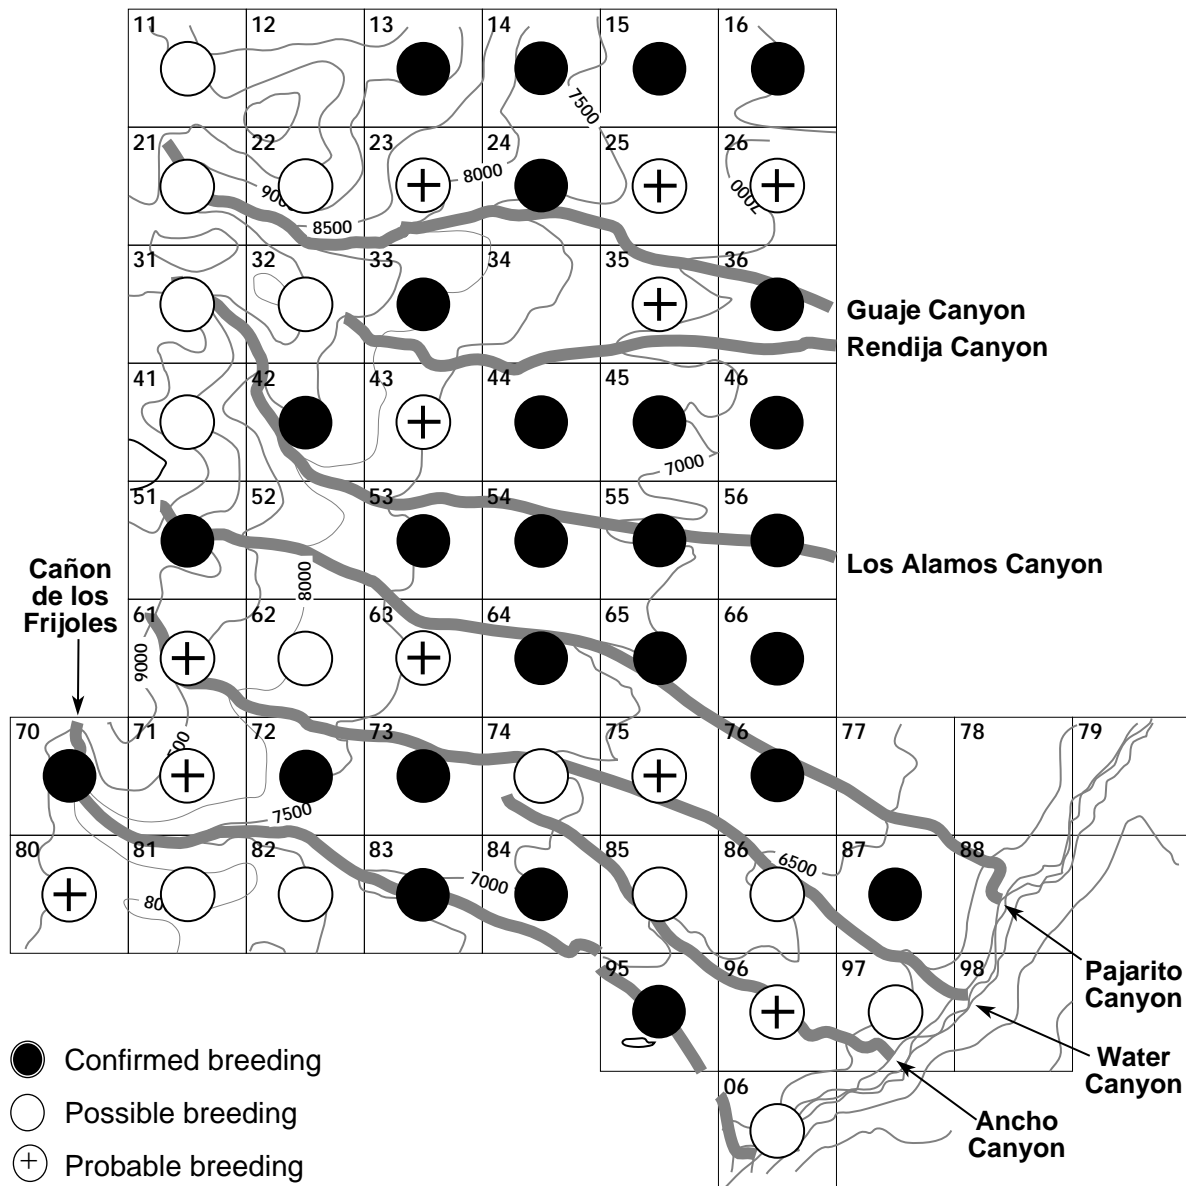 11 12 13 14 15 16
7500
21 22 23 24 25 26
8000
7000
8500
31 32 33 34 35 36
Guaje Canyon
Rendija Canyon
41 42 43 44 45 46
7000
51 52 53 54 55 56
Los Alamos Canyon
Cañon
de los
Frijoles
8000
61 62 63 64 65 66
9000
70 71 72 73 74 75 76 77 78 79
7500
80 81 82 83 84 85 86 87 88
6500
7000
80
95 96 97 98
Pajarito
Canyon
Water
Canyon
06
Ancho
Canyon
Confirmed breeding
Possible breeding
Probable breeding